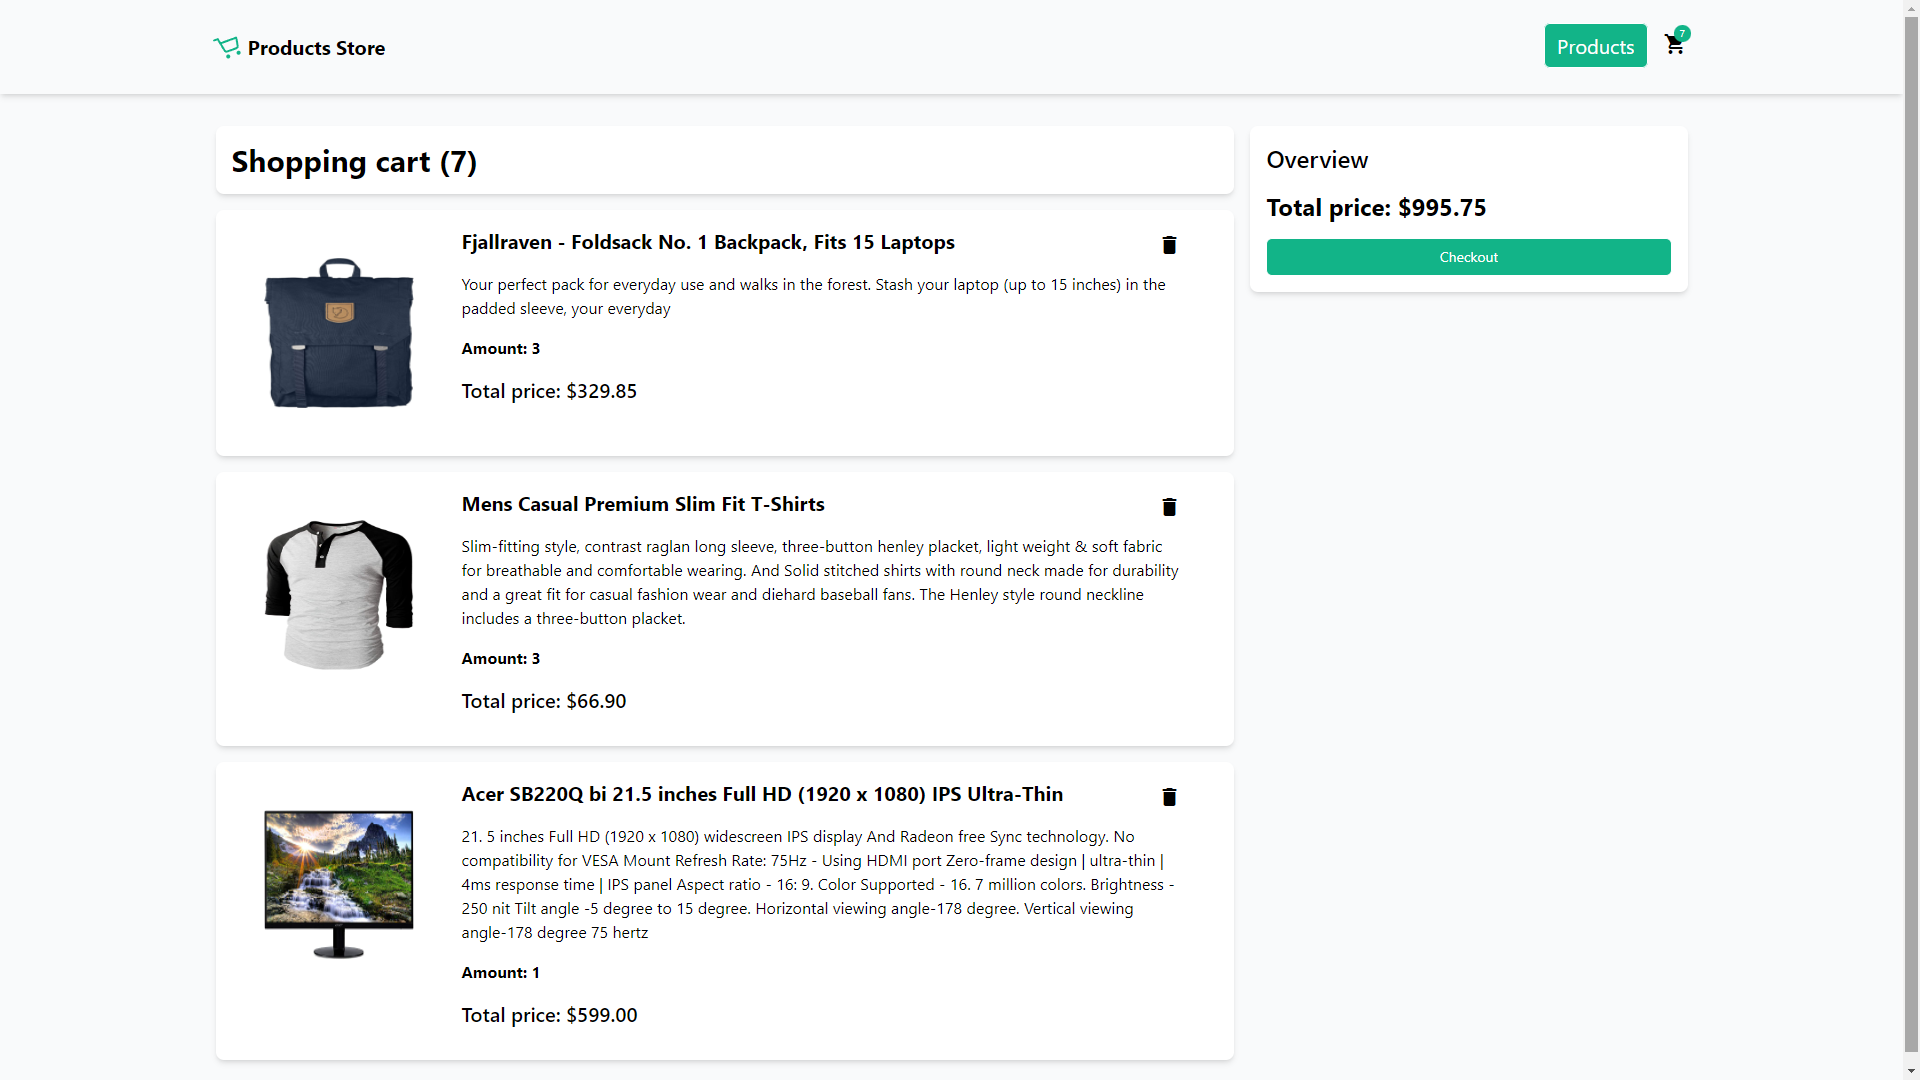 Products Store
Products
7
Shopping cart (7)
Fjallraven - Foldsack No. 1 Backpack, Fits 15 Laptops
Your perfect pack for everyday use and walks in the forest. Stash your laptop (up to 15 inches) in the
padded sleeve, your everyday
Amount: 3
Total price: $329.85
Mens Casual Premium Slim Fit T-Shirts
Slim-fitting style, contrast raglan long sleeve, three-button henley placket, light weight & soft fabric
for breathable and comfortable wearing. And Solid stitched shirts with round neck made for durability
and a great fit for casual fashion wear and diehard baseball fans. The Henley style round neckline
includes a three-button placket.
Amount: 3
Total price: $66.90
Acer SB220Q bi 21.5 inches Full HD (1920 x 1080) IPS Ultra-Thin
21. 5 inches Full HD (1920 x 1080) widescreen IPS display And Radeon free Sync technology. No
compatibility for VESA Mount Refresh Rate: 75Hz - Using HDMI port Zero-frame design | ultra-thin |
4ms response time | IPS panel Aspect ratio - 16: 9. Color Supported - 16. 7 million colors. Brightness -
250 nit Tilt angle -5 degree to 15 degree. Horizontal viewing angle-178 degree. Vertical viewing
angle-178 degree 75 hertz
Amount: 1
Total price: $599.00
Overview
Total price: $995.75
Checkout